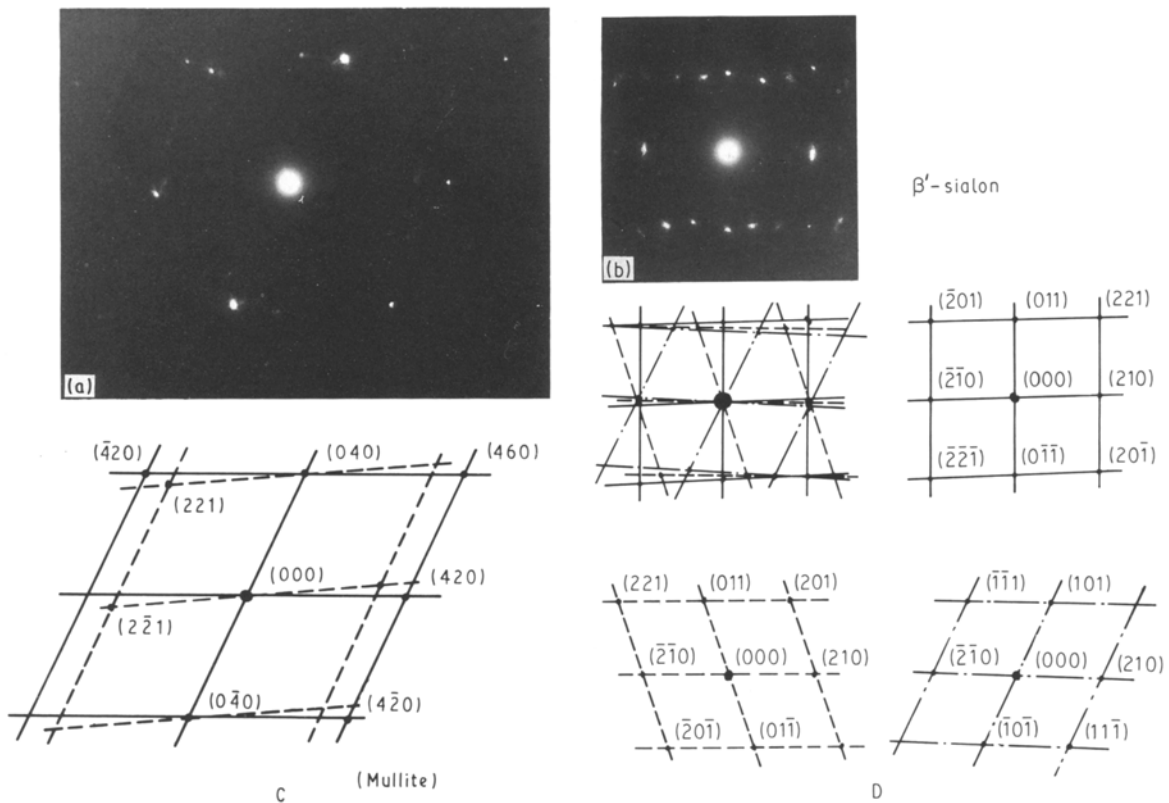 (a)
(b)
β'-sialon
(4̅20) (040) (460)
(221)
(000) (420)
(22̅1)
(04̅0) (42̅0)
(Mullite)
C
(2̅01) (011) (221)
(2̅1̅0) (000) (210)
(2̅2̅1̅) (01̅1̅) (201̅)
(221) (011) (201)
(2̅1̅0) (000) (210)
(2̅01̅) (011̅)
(1̅1̅1) (101)
(2̅1̅0) (000) (210)
(1̅01̅) (111̅)
D